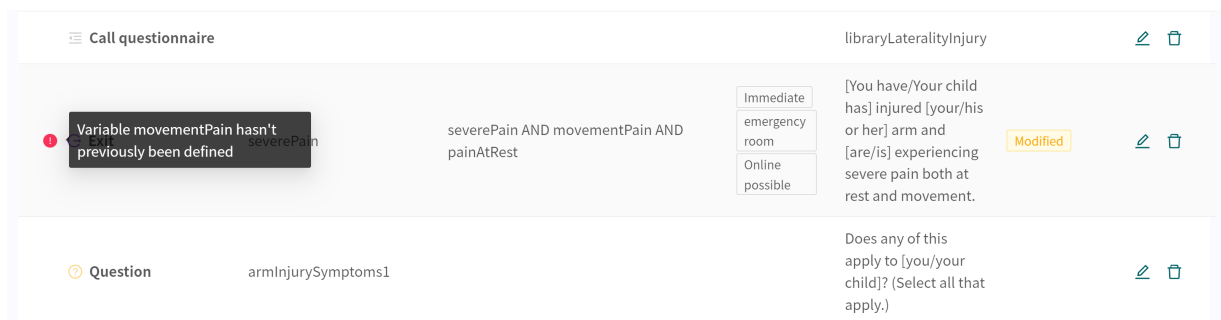 Call questionnaire
libraryLateralityInjury
Variable movementPain hasn't
previously been defined
Exit
severePain
severePain AND movementPain AND
painAtRest
Immediate
emergency
room
Online
possible
[You have/Your child
has] injured [your/his
or her] arm and
[are/is] experiencing
severe pain both at
rest and movement.
Modified
Question
armInjurySymptoms1
Does any of this
apply to [you/your
child]? (Select all that
apply.)